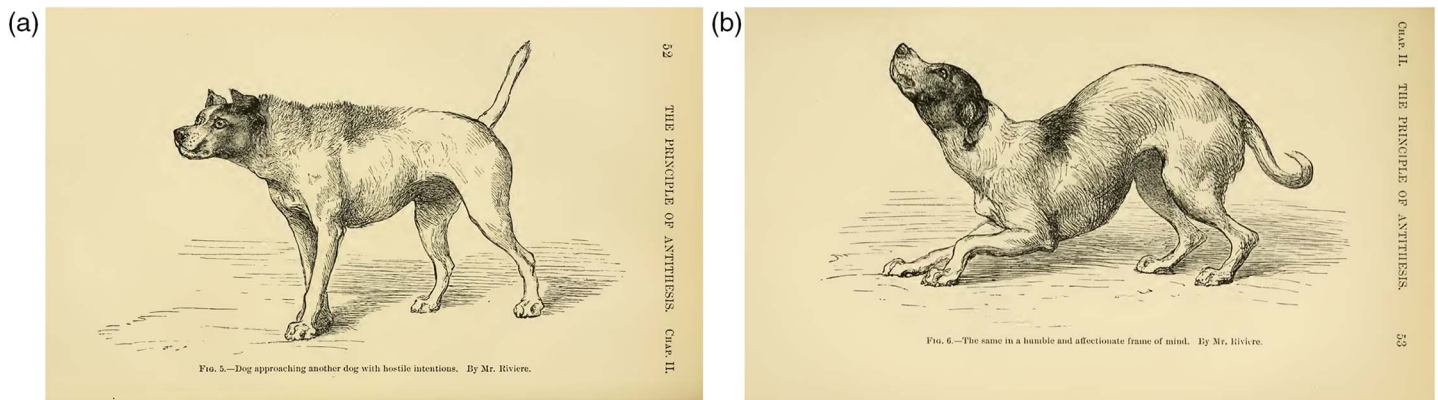 (a)
52 THE PRINCIPLE OF ANTITHESIS. CHAP. II.
FIG. 5.—Dog approaching another dog with hostile intentions. By Mr. Riviere.
(b)
CHAP. II. THE PRINCIPLE OF ANTITHESIS. 53
FIG. 6.—The same in a humble and affectionate frame of mind. By Mr. Riviere.